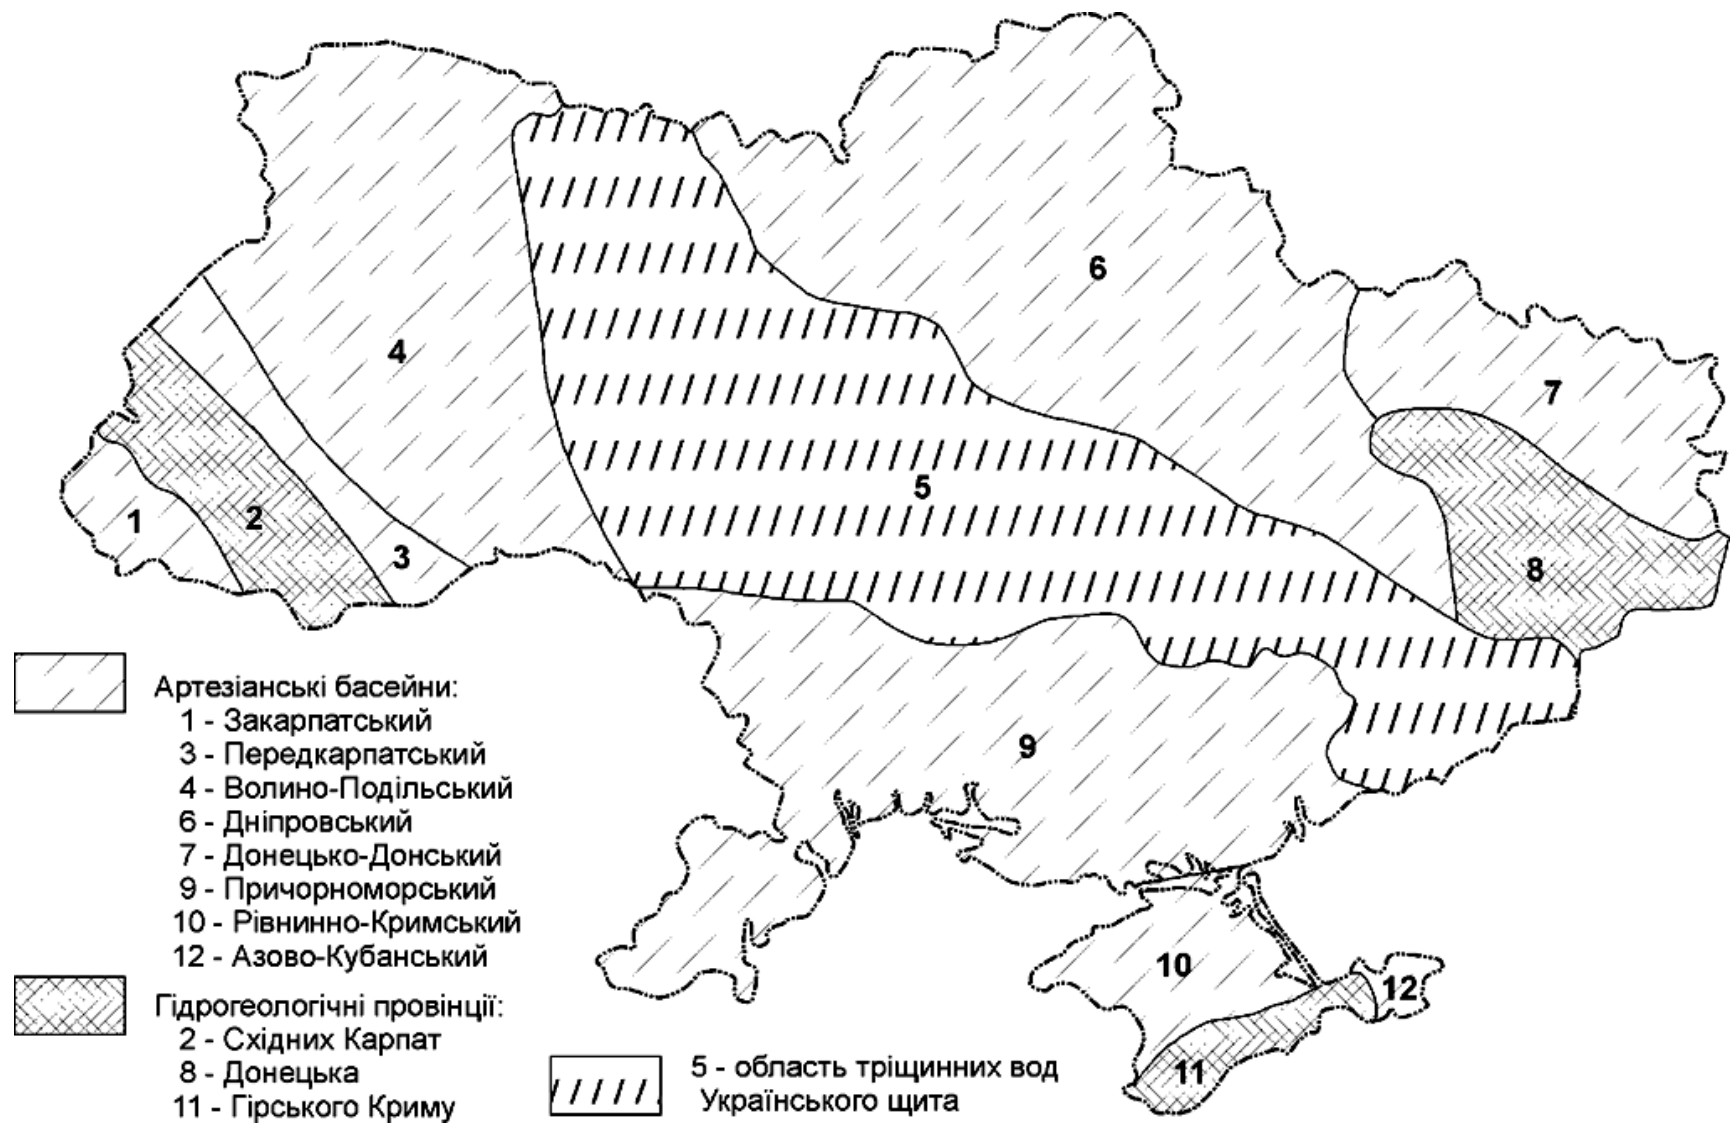 6
4
7
5
1
2
3
8
9
10
12
11
Артезіанські басейни:
1 - Закарпатський
3 - Передкарпатський
4 - Волино-Подільський
6 - Дніпровський
7 - Донецько-Донський
9 - Причорноморський
10 - Рівнинно-Кримський
12 - Азово-Кубанський
Гідрогеологічні провінції:
2 - Східних Карпат
8 - Донецька
11 - Гірського Криму
5 - область тріщинних вод
Українського щита